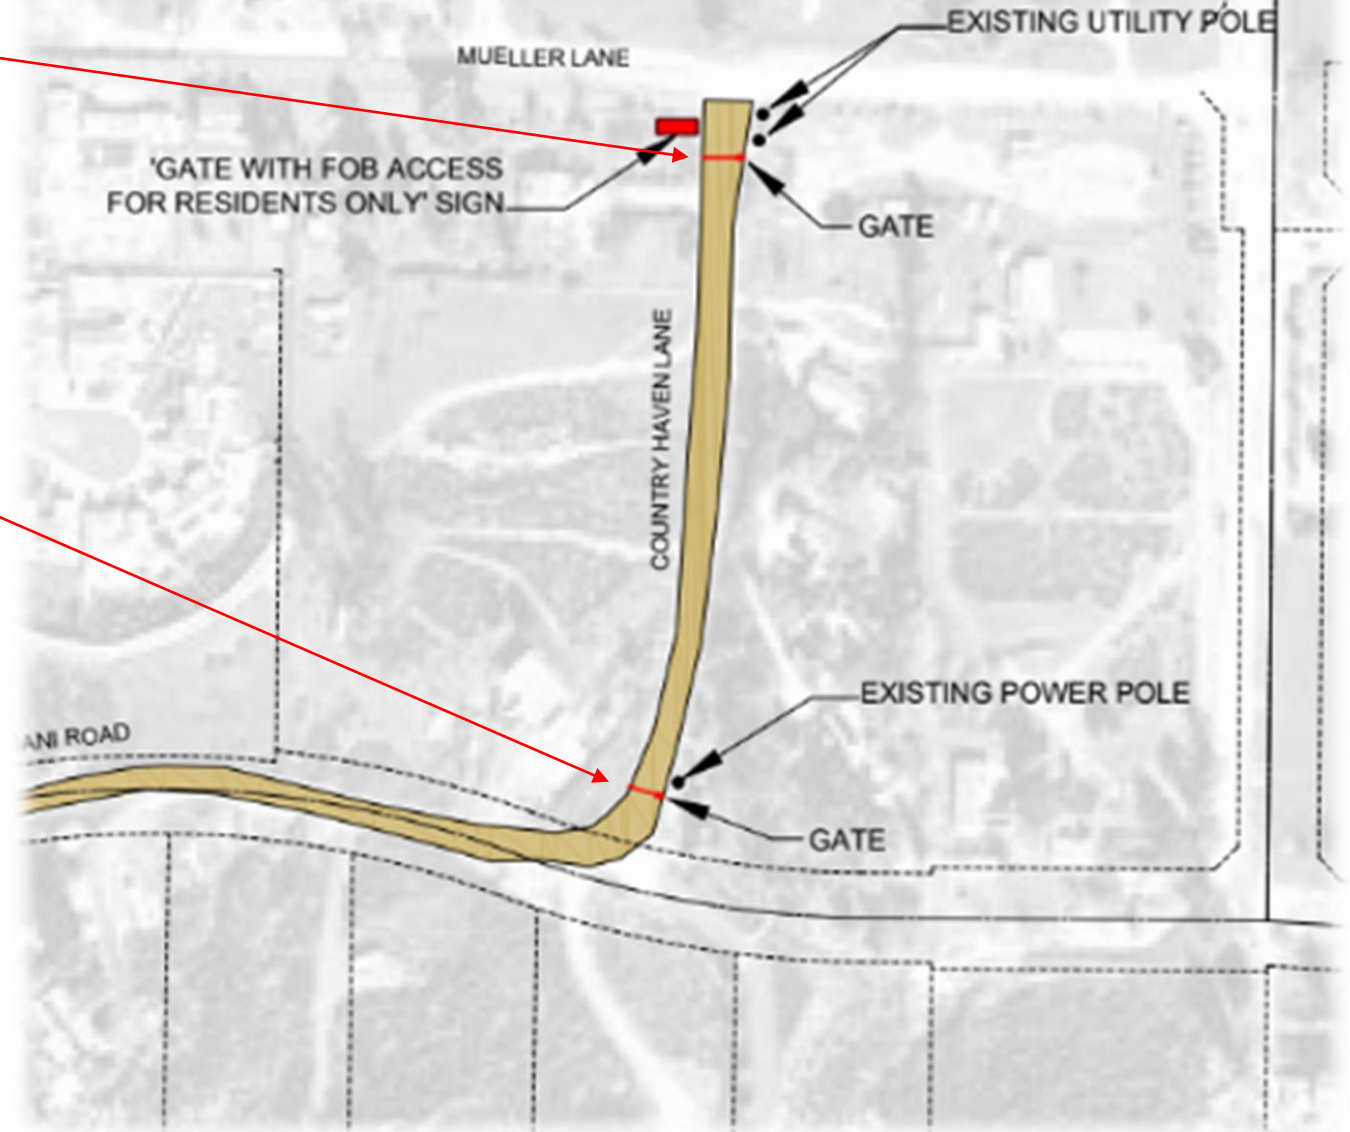 EXISTING UTILITY POLE
MUELLER LANE
'GATE WITH FOB ACCESS
FOR RESIDENTS ONLY' SIGN
GATE
COUNTRY HAVEN LANE
EXISTING POWER POLE
ANI ROAD
GATE